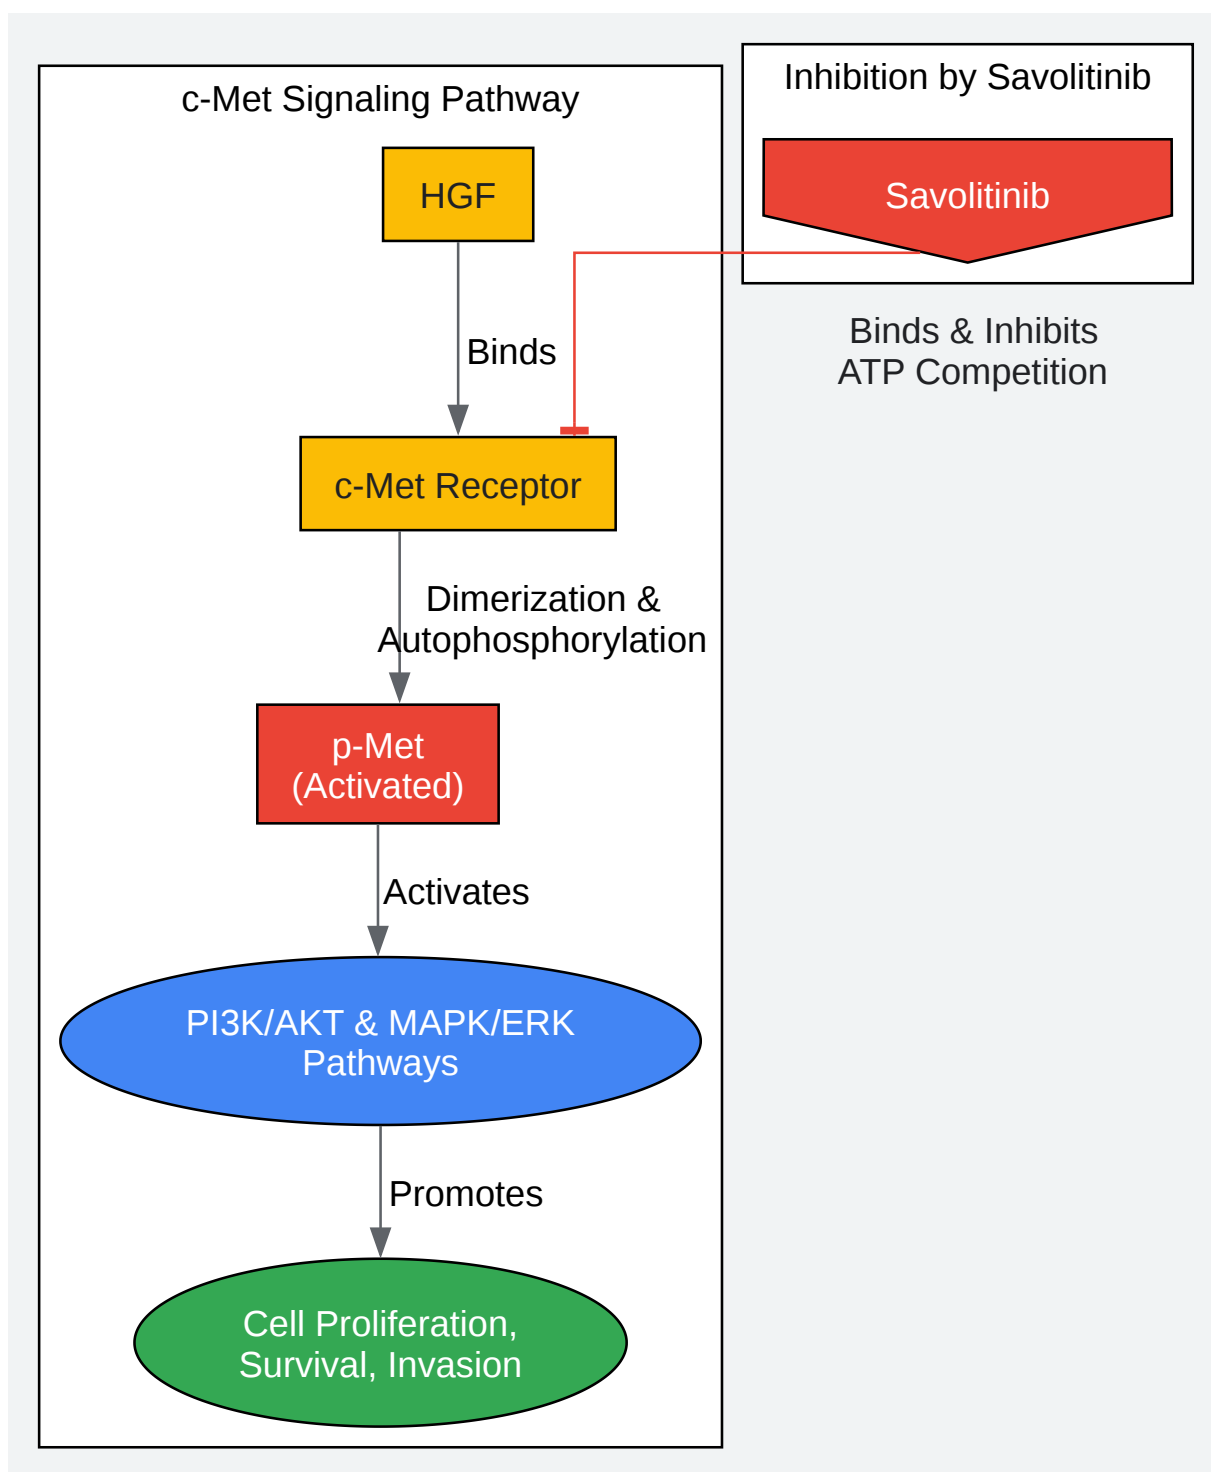 c-Met Signaling Pathway
HGF
Binds
c-Met Receptor
Dimerization &
Autophosphorylation
p-Met
(Activated)
Activates
PI3K/AKT & MAPK/ERK
Pathways
Promotes
Cell Proliferation,
Survival, Invasion
Inhibition by Savolitinib
Savolitinib
Binds & Inhibits
ATP Competition